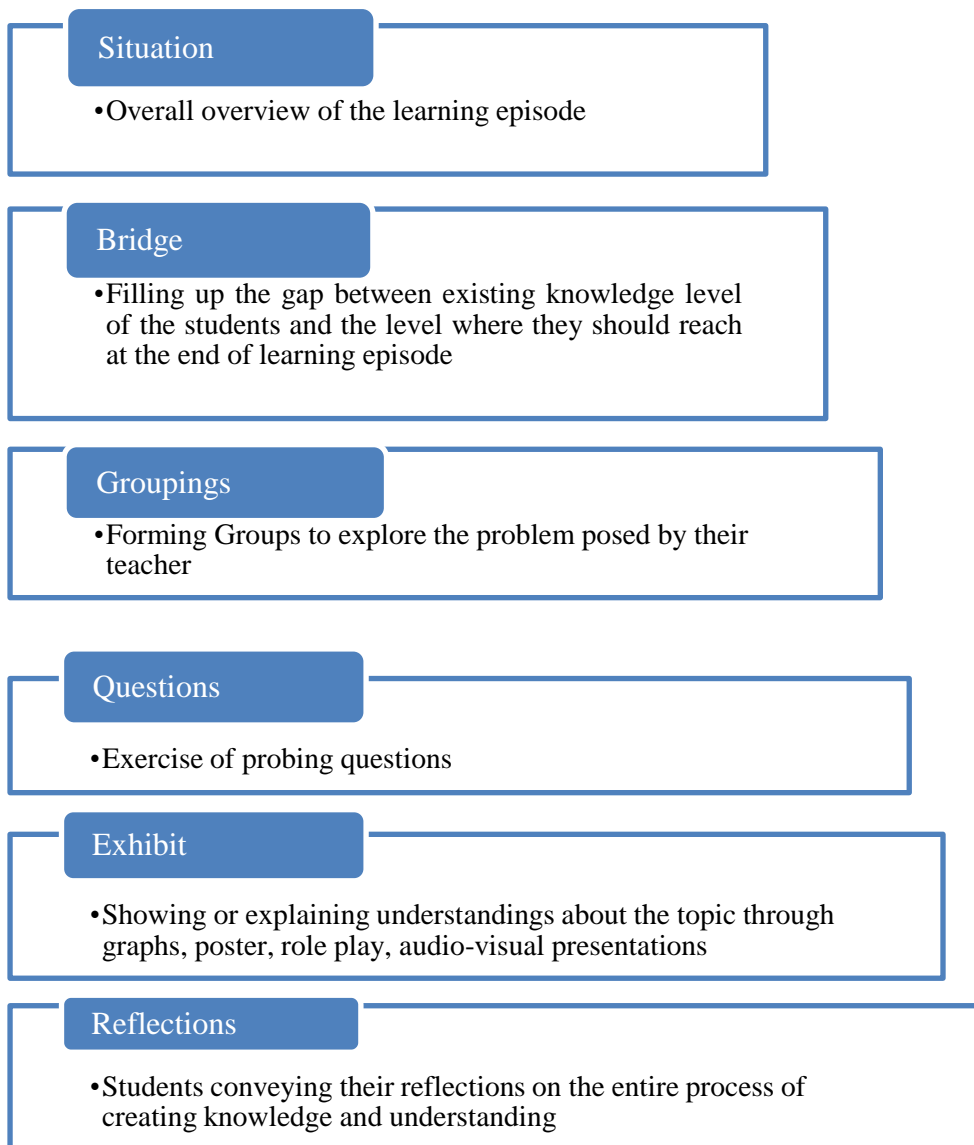 Situation
•Overall overview of the learning episode
Bridge
•Filling up the gap between existing knowledge level
of the students and the level where they should reach
at the end of learning episode
Groupings
•Forming Groups to explore the problem posed by their
teacher
Questions
•Exercise of probing questions
Exhibit
•Showing or explaining understandings about the topic through
graphs, poster, role play, audio-visual presentations
Reflections
•Students conveying their reflections on the entire process of
creating knowledge and understanding